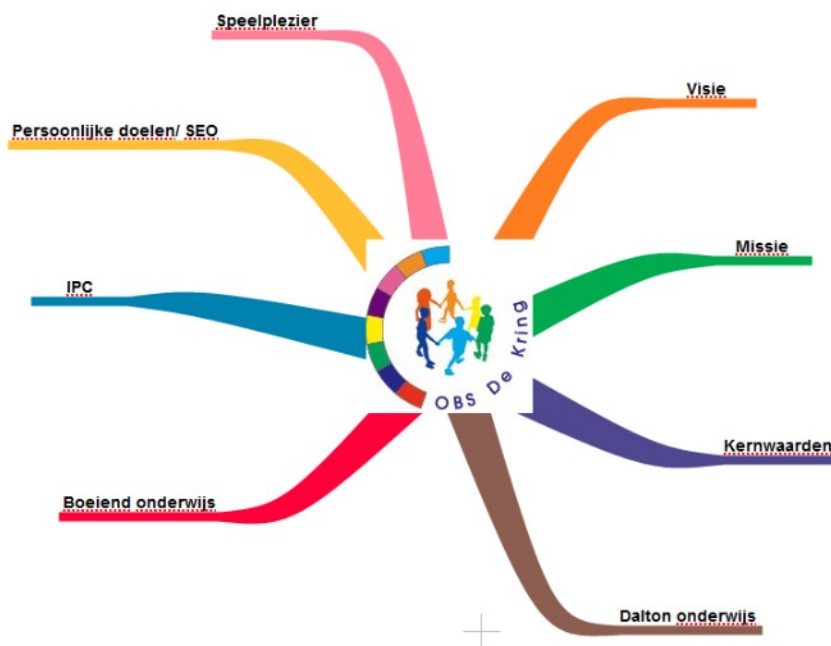 Speelplezier
Visie
Persoonlijke doelen/ SEO
Missie
IPC
OBS De Kring
Kernwaarden
Boeiend onderwijs
Dalton onderwijs